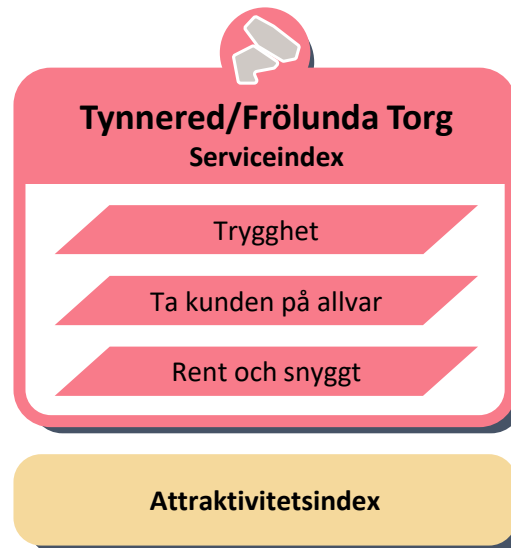 Tynnered/Frölunda Torg
Serviceindex
Trygghet
Ta kunden på allvar
Rent och snyggt
Attraktivitetsindex